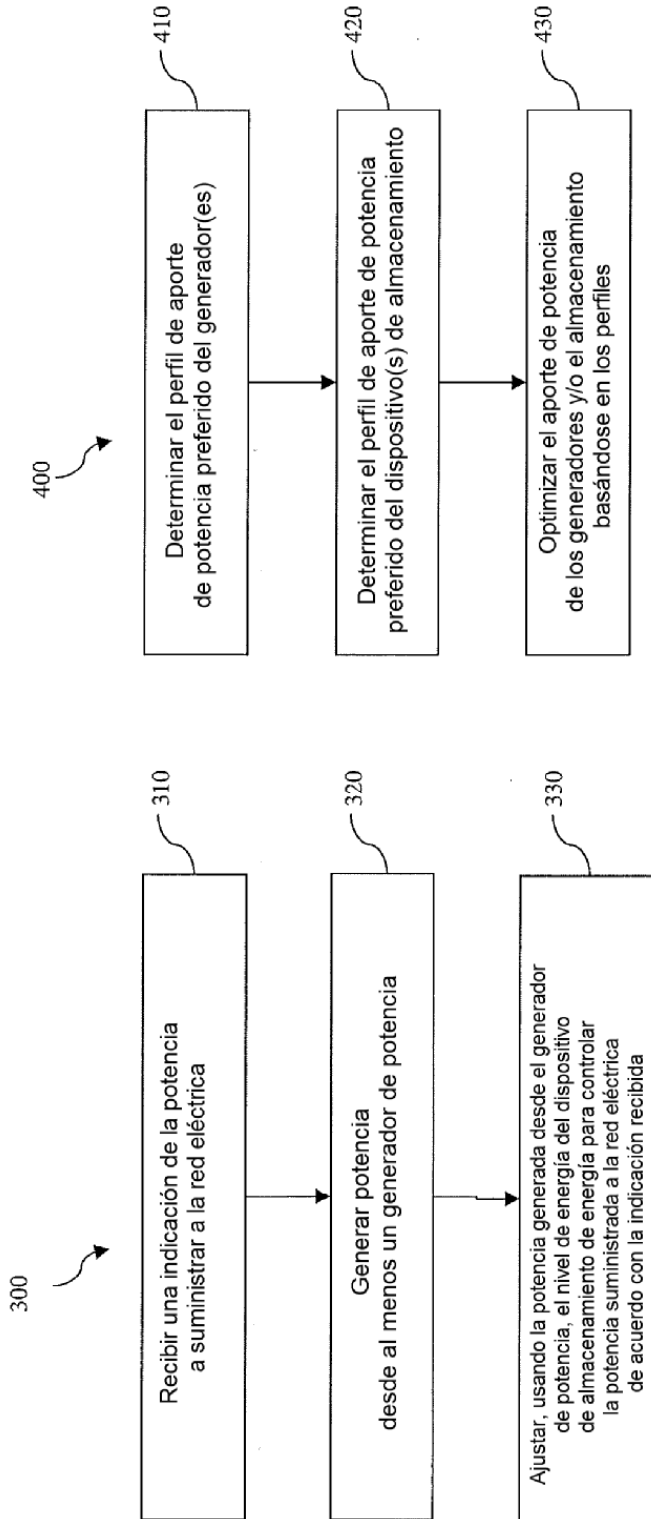 300
310
Recibir una indicación de la potencia
a suministrar a la red eléctrica
320
Generar potencia
desde al menos un generador de potencia
330
Ajustar, usando la potencia generada desde el generador
de potencia, el nivel de energía del dispositivo
de almacenamiento de energía para controlar
la potencia suministrada a la red eléctrica
de acuerdo con la indicación recibida
400
410
Determinar el perfil de aporte
de potencia preferido del generador(es)
420
Determinar el perfil de aporte de potencia
preferido del dispositivo(s) de almacenamiento
430
Optimizar el aporte de potencia
de los generadores y/o el almacenamiento
basándose en los perfiles